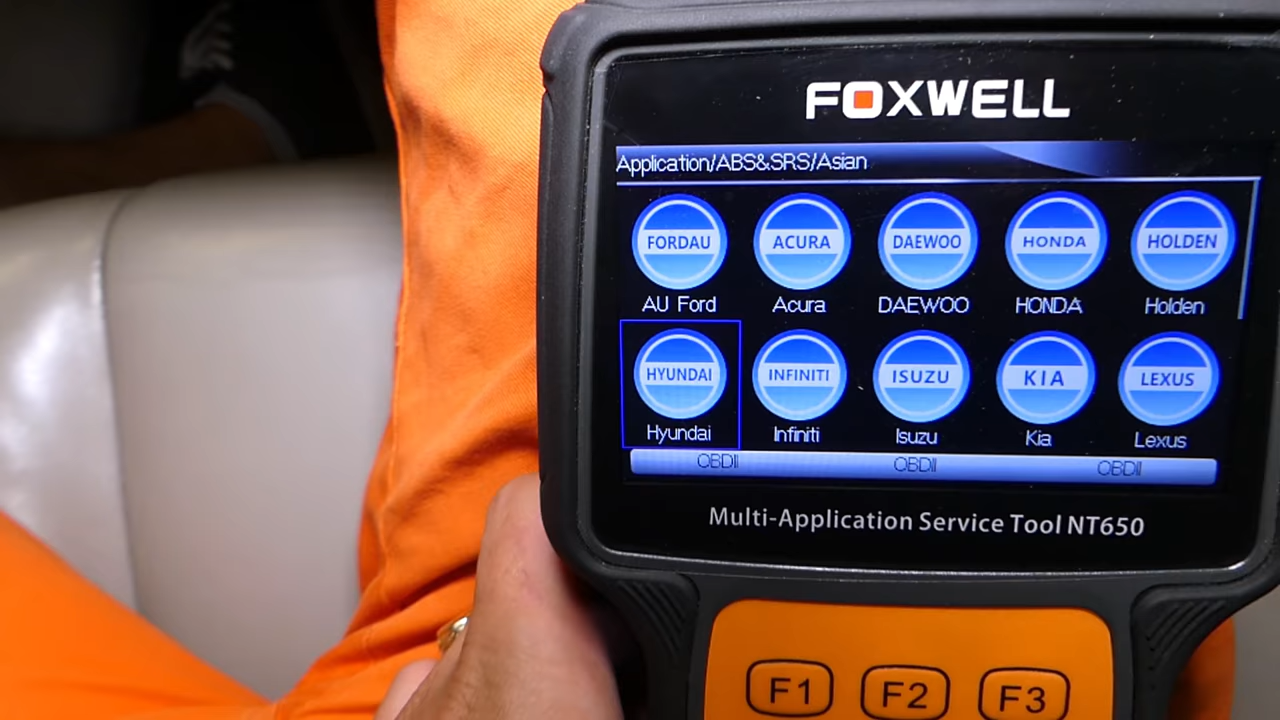 FOXWELL
Application/ABS&SRS/Asian
FORDAU ACURA DAEWOO HONDA HOLDEN
AU Ford Acura DAEWOO HONDA Holden
HYUNDAI INFINITI ISUZU KIA LEXUS
Hyundai Infiniti Isuzu Kia Lexus
OBDII OBDII OBDII
Multi-Application Service Tool NT650
F1 F2 F3